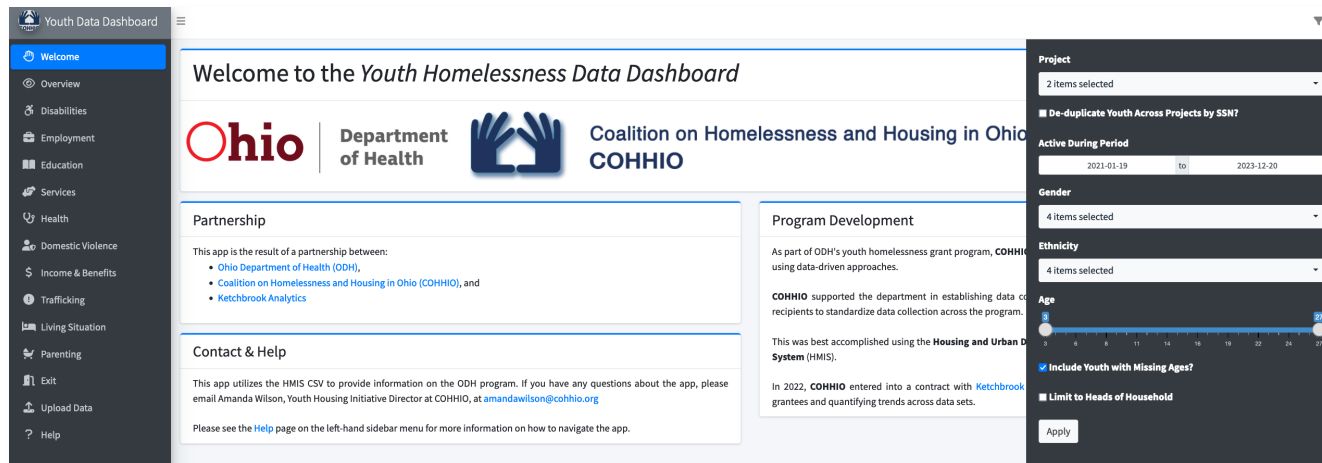 Youth Data Dashboard
Welcome
Overview
Disabilities
Employment
Education
Services
Health
Domestic Violence
Income & Benefits
Trafficking
Living Situation
Parenting
Exit
Upload Data
Help
Welcome to the Youth Homelessness Data Dashboard
Ohio
Department
of Health
Coalition on Homelessness and Housing in Ohio
COHHIO
Partnership
This app is the result of a partnership between:
Ohio Department of Health (ODH),
Coalition on Homelessness and Housing in Ohio (COHHIO), and
Ketchbrook Analytics
Contact & Help
This app utilizes the HMIS CSV to provide information on the ODH program. If you have any questions about the app, please
email Amanda Wilson, Youth Housing Initiative Director at COHHIO, at amandawilson@cohhio.org
Please see the Help page on the left-hand sidebar menu for more information on how to navigate the app.
Program Development
As part of ODH's youth homelessness grant program, COHHIO
using data-driven approaches.
COHHIO supported the department in establishing data co
recipients to standardize data collection across the program.
This was best accomplished using the Housing and Urban D
System (HMIS).
In 2022, COHHIO entered into a contract with Ketchbrook
grantees and quantifying trends across data sets.
Project
2 items selected
De-duplicate Youth Across Projects by SSN?
Active During Period
2021-01-19 to 2023-12-20
Gender
4 items selected
Ethnicity
4 items selected
Age
3 27
3 6 8 11 14 16 19 22 24 27
Include Youth with Missing Ages?
Limit to Heads of Household
Apply